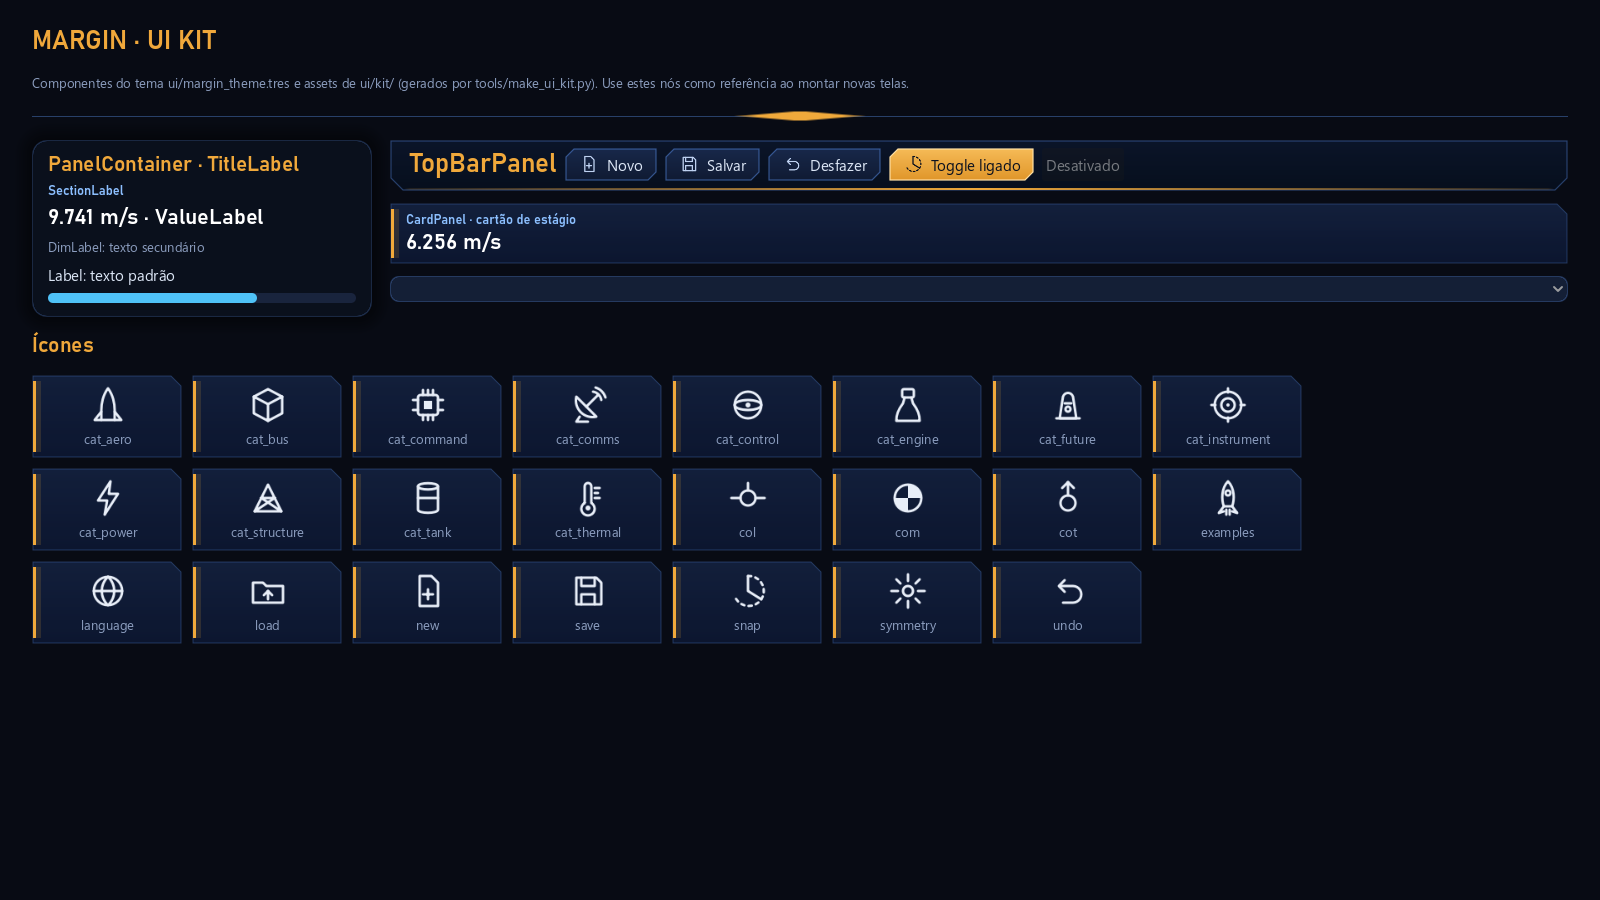 MARGIN · UI KIT
Componentes do tema ui/margin_theme.tres e assets de ui/kit/ (gerados por tools/make_ui_kit.py). Use estes nós como referência ao montar novas telas.
PanelContainer · TitleLabel
SectionLabel
9.741 m/s · ValueLabel
DimLabel: texto secundário
Label: texto padrão
TopBarPanel Novo Salvar Desfazer Toggle ligado Desativado
CardPanel · cartão de estágio
6.256 m/s
Ícones
cat_aero cat_bus cat_command cat_comms cat_control cat_engine cat_future cat_instrument
cat_power cat_structure cat_tank cat_thermal col com cot examples
language load new save snap symmetry undo